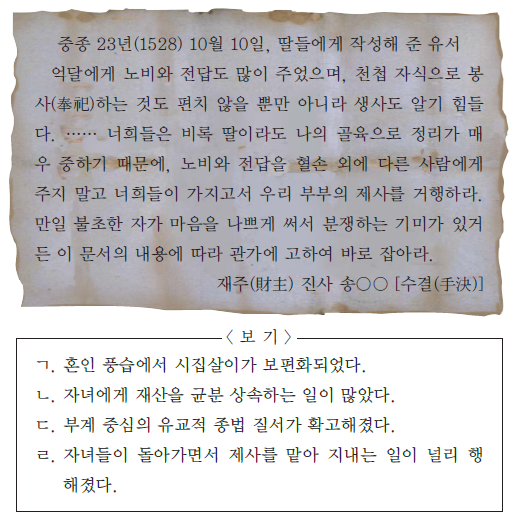 중종 23년(1528) 10월 10일, 딸들에게 작성해 준 유서
억달에게 노비와 전답도 많이 주었으며, 천첩 자식으로 봉
사(奉祀)하는 것도 편치 않을 뿐만 아니라 생사도 알기 힘들
다. …… 너희들은 비록 딸이라도 나의 골육으로 정리가 매
우 중하기 때문에, 노비와 전답을 혈손 외에 다른 사람에게
주지 말고 너희들이 가지고서 우리 부부의 제사를 거행하라.
만일 불초한 자가 마음을 나쁘게 써서 분쟁하는 기미가 있거
든 이 문서의 내용에 따라 관가에 고하여 바로 잡아라.
재주(財主) 진사 송○○ [수결(手決)]
〈 보 기 〉
ㄱ. 혼인 풍습에서 시집살이가 보편화되었다.
ㄴ. 자녀에게 재산을 균분 상속하는 일이 많았다.
ㄷ. 부계 중심의 유교적 종법 질서가 확고해졌다.
ㄹ. 자녀들이 돌아가면서 제사를 맡아 지내는 일이 널리 행
해졌다.